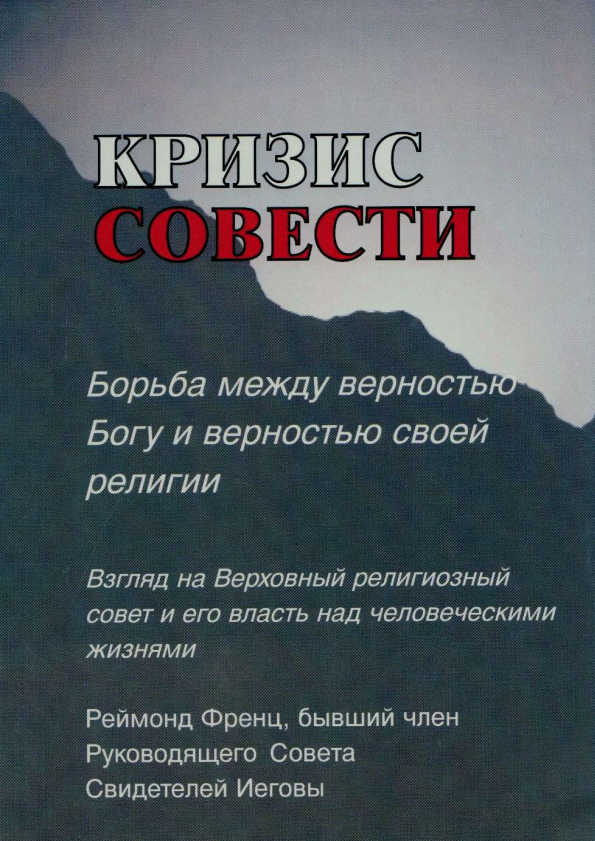 КРИЗИС
СОВЕСТИ
Борьба между верностью
Богу и верностью своей
религии
Взгляд на Верховный религиозный
совет и его власть над человеческими
жизнями
Реймонд Френц, бывший член
Руководящего Совета
Свидетелей Иеговы